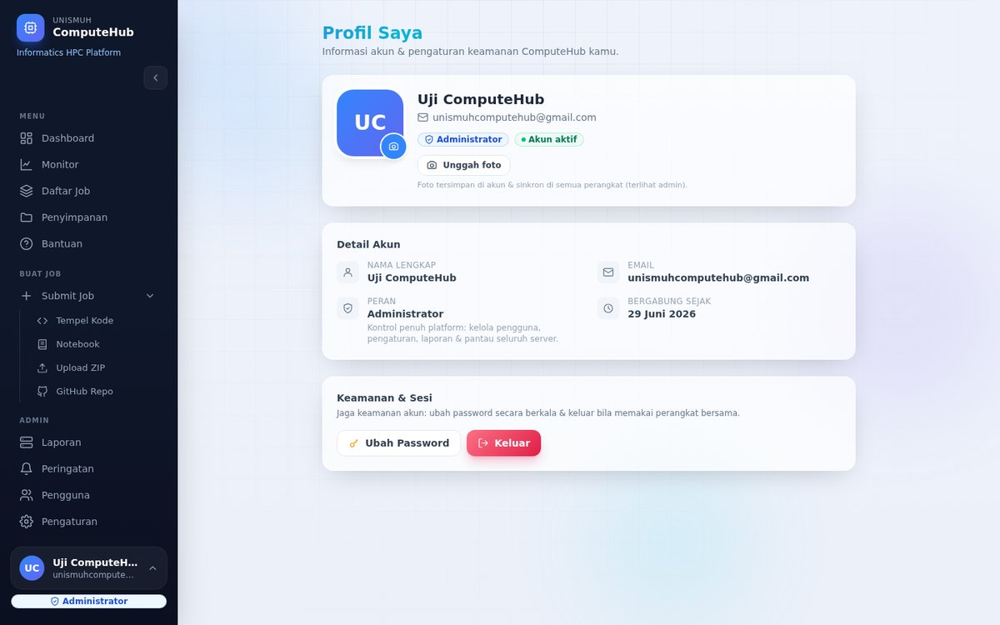 UNISMUH
ComputeHub
Informatics HPC Platform
MENU
Dashboard
Monitor
Daftar Job
Penyimpanan
Bantuan
BUAT JOB
Submit Job
Tempel Kode
Notebook
Upload ZIP
GitHub Repo
ADMIN
Laporan
Peringatan
Pengguna
Pengaturan
UC
Uji ComputeH...
unismuhcompute...
Administrator
Profil Saya
Informasi akun & pengaturan keamanan ComputeHub kamu.
UC
Uji ComputeHub
unismuhcomputehub@gmail.com
Administrator
Akun aktif
Unggah foto
Foto tersimpan di akun & sinkron di semua perangkat (terlihat admin).
Detail Akun
NAMA LENGKAP
Uji ComputeHub
EMAIL
unismuhcomputehub@gmail.com
PERAN
Administrator
Kontrol penuh platform: kelola pengguna,
pengaturan, laporan & pantau seluruh server.
BERGABUNG SEJAK
29 Juni 2026
Keamanan & Sesi
Jaga keamanan akun: ubah password secara berkala & keluar bila memakai perangkat bersama.
Ubah Password
Keluar